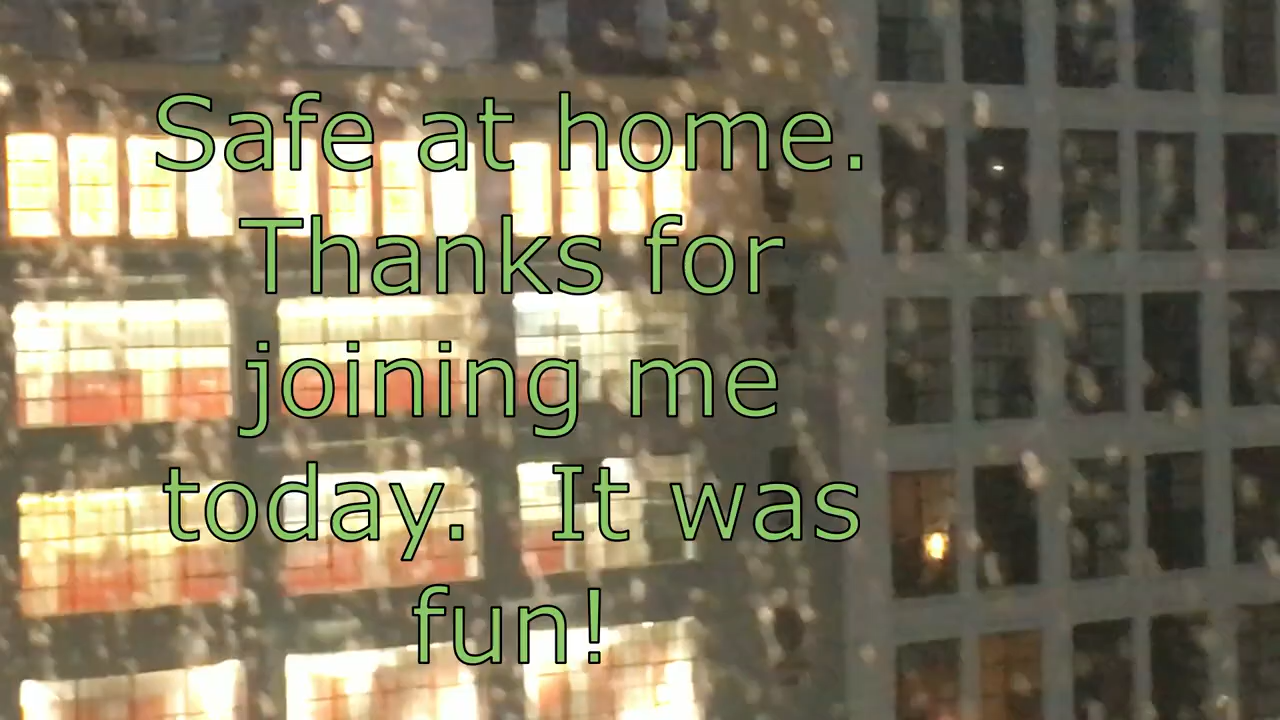 Safe at home.
Thanks for
joining me
today.  It was
fun!